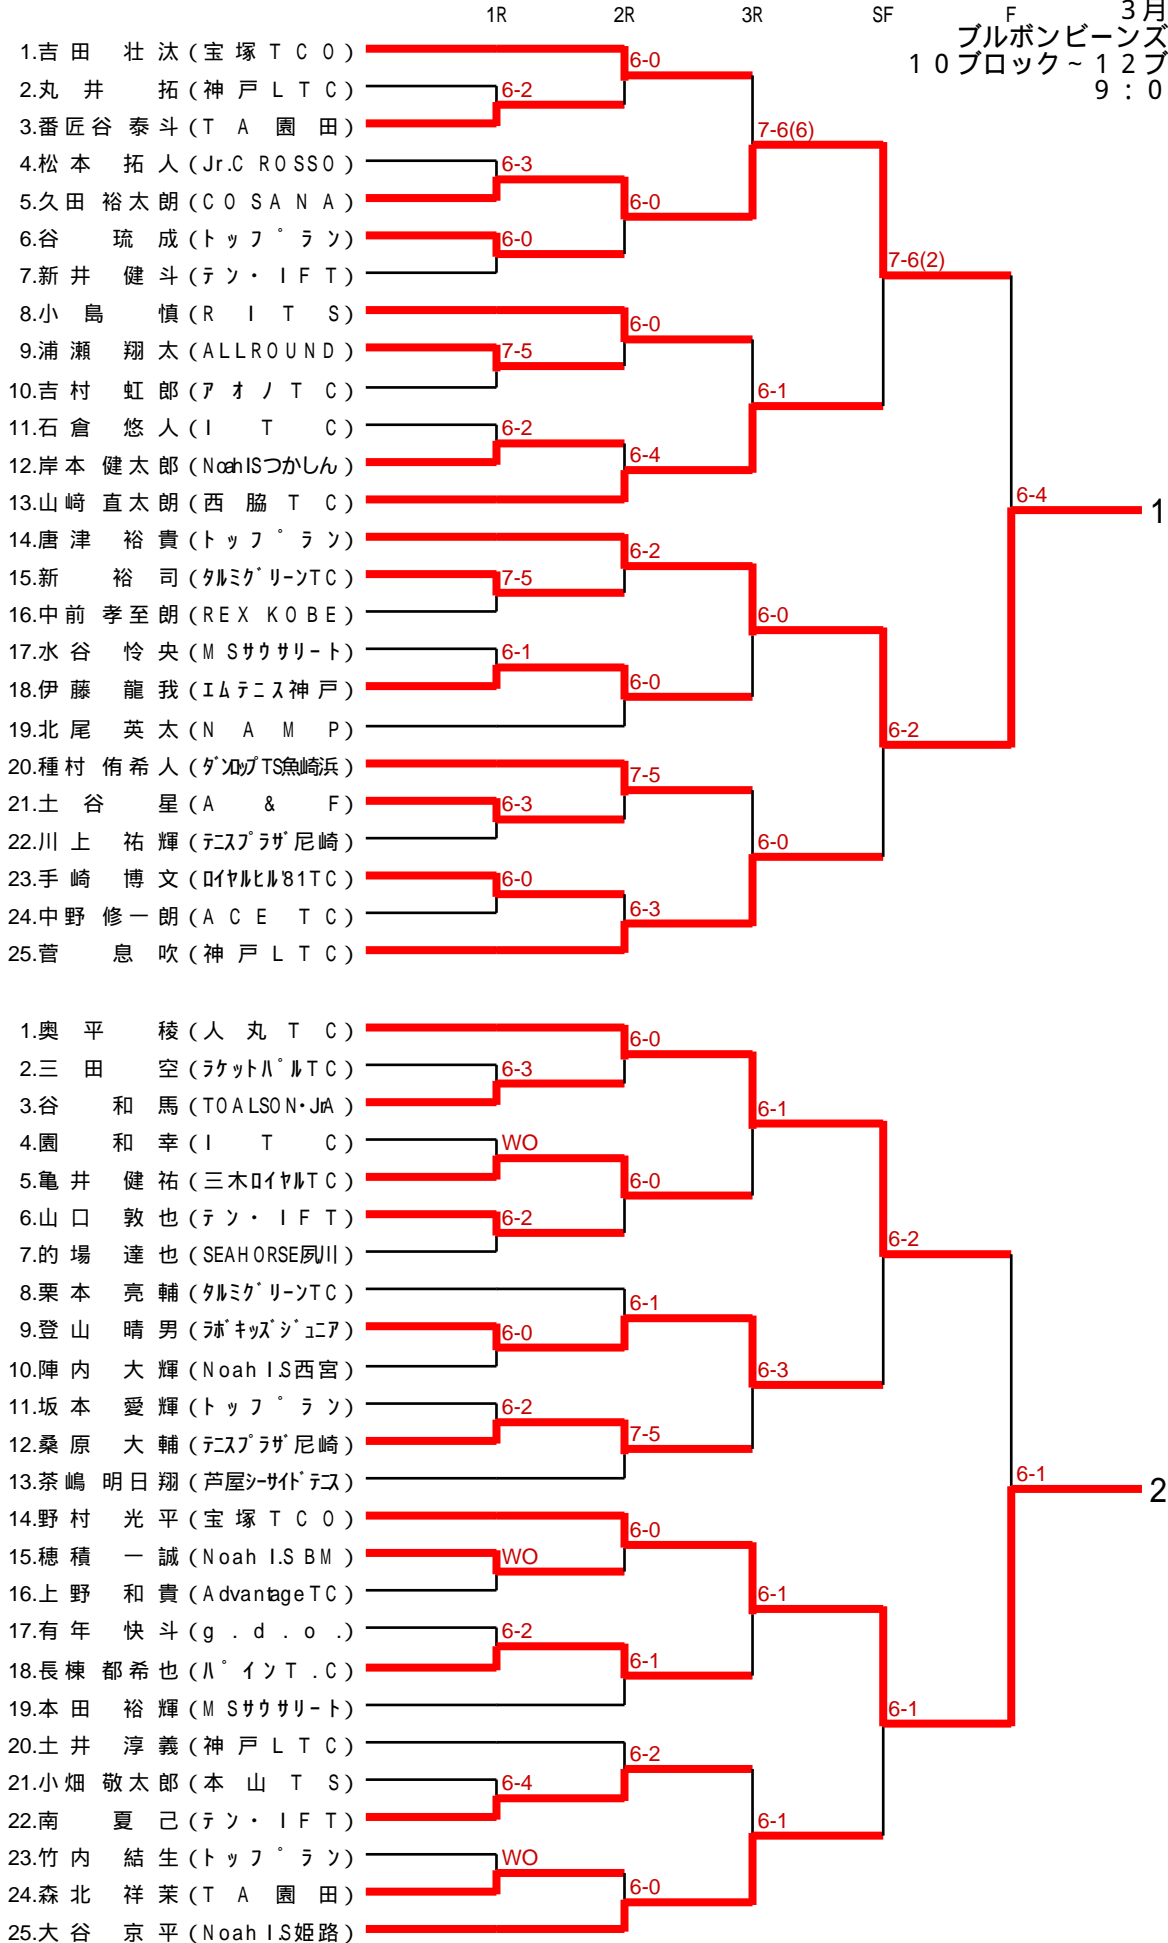 1R 2R 3R SF F 3月
ブルボンビーンズ
10ブロック~12ブ
9:0
1.吉田 壮汰(宝塚TCO) 6-0
2.丸井 拓(神戸LTC) 6-2
3.番匠谷 泰斗(TA園田) 7-6(6)
4.松本 拓人(Jr.C ROSSO) 6-3
5.久田 裕太朗(COSANA) 6-0
6.谷 琉成(トップラン) 6-0
7.新井 健斗(テン・IFT) 7-6(2)
8.小島 慎(RITS) 6-0
9.浦瀬 翔太(ALLROUND) 7-5
10.吉村 虹郎(アオノTC) 6-1
11.石倉 悠人(ITC) 6-2
12.岸本 健太郎(NoahISつかしん) 6-4
13.山﨑 直太朗(西脇TC) 6-4 1
14.唐津 裕貴(トップラン) 6-2
15.新 裕司(タルミグリーンTC) 7-5
16.中前 孝至朗(REX KOBE) 6-0
17.水谷 怜央(MSサウサリート) 6-1
18.伊藤 龍我(エムテニス神戸) 6-0
19.北尾 英太(NAMP) 6-2
20.種村 侑希人(ダンロップTS魚崎浜) 7-5
21.土谷 星(A&F) 6-3
22.川上 祐輝(テニスプラザ尼崎) 6-0
23.手崎 博文(ロイヤルヒル'81TC) 6-0
24.中野 修一朗(ACE TC) 6-3
25.菅 息吹(神戸LTC)
1.奥平 稜(人丸TC) 6-0
2.三田 空(ラケットパルTC) 6-3
3.谷 和馬(TOALSON・JrA) 6-1
4.園 和幸(ITC) WO
5.亀井 健祐(三木ロイヤルTC) 6-0
6.山口 敦也(テン・IFT) 6-2
7.的場 達也(SEAHORSE夙川) 6-2
8.栗本 亮輔(タルミグリーンTC) 6-1
9.登山 晴男(ラボキッズジュニア) 6-0
10.陣内 大輝(Noah I.S西宮) 6-3
11.坂本 愛輝(トップラン) 6-2
12.桑原 大輔(テニスプラザ尼崎) 7-5
13.茶嶋 明日翔(芦屋シーサイドテニス) 6-1 2
14.野村 光平(宝塚TCO) 6-0
15.穂積 一誠(Noah I.S BM) WO
16.上野 和貴(AdvantageTC) 6-1
17.有年 快斗(g.d.o.) 6-2
18.長棟 都希也(パインT.C) 6-1
19.本田 裕輝(MSサウサリート) 6-1
20.土井 淳義(神戸LTC) 6-2
21.小畑 敬太郎(本山TS) 6-4
22.南 夏己(テン・IFT) 6-1
23.竹内 結生(トップラン) WO
24.森北 祥茉(TA園田) 6-0
25.大谷 京平(Noah I.S姫路)